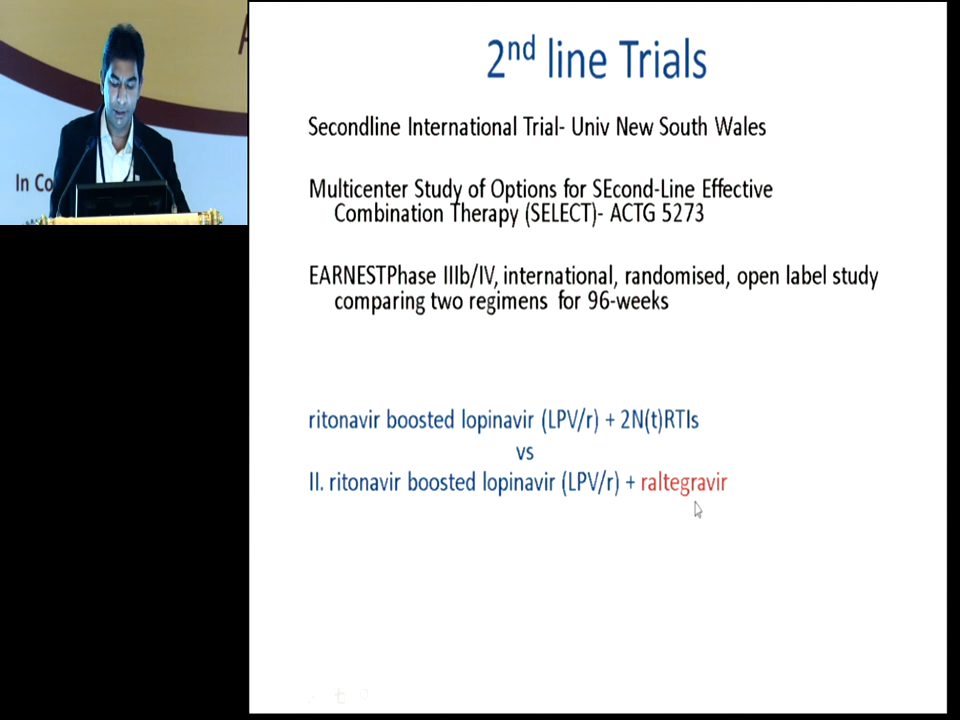 2nd line Trials
In Co
Secondline International Trial- Univ New South Wales
Multicenter Study of Options for SEcond-Line Effective
Combination Therapy (SELECT)- ACTG 5273
EARNESTPhase IIIb/IV, international, randomised, open label study
comparing two regimens for 96-weeks
ritonavir boosted lopinavir (LPV/r) + 2N(t)RTIs
vs
II. ritonavir boosted lopinavir (LPV/r) + raltegravir